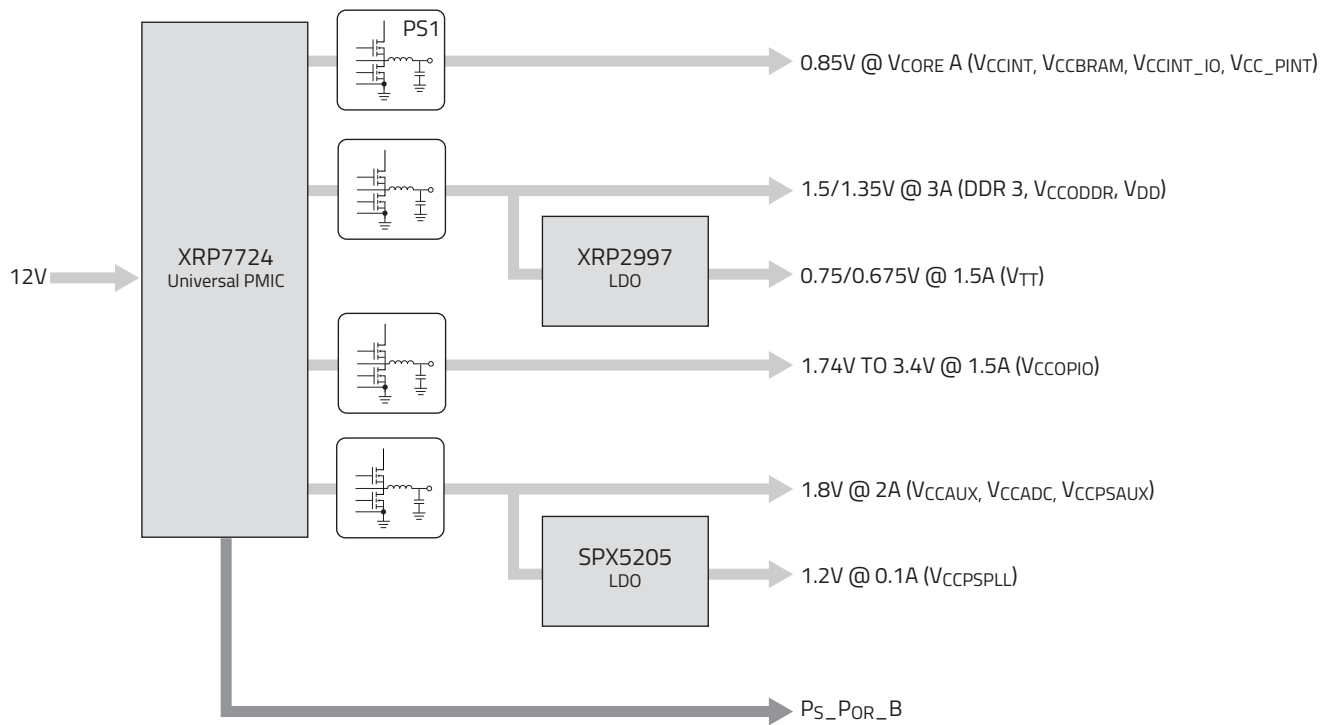 PS1
0.85V @ VCORE A (VCCINT, VCCBRAM, VCCINT_IO, VCC_PINT)
1.5/1.35V @ 3A (DDR 3, VCCODDR, VDD)
XRP7724
Universal PMIC
12V
XRP2997
LDO
0.75/0.675V @ 1.5A (VTT)
1.74V TO 3.4V @ 1.5A (VCCOPIO)
1.8V @ 2A (VCCAUX, VCCADC, VCCPSAUX)
SPX5205
LDO
1.2V @ 0.1A (VCCPSPLL)
PS_POR_B